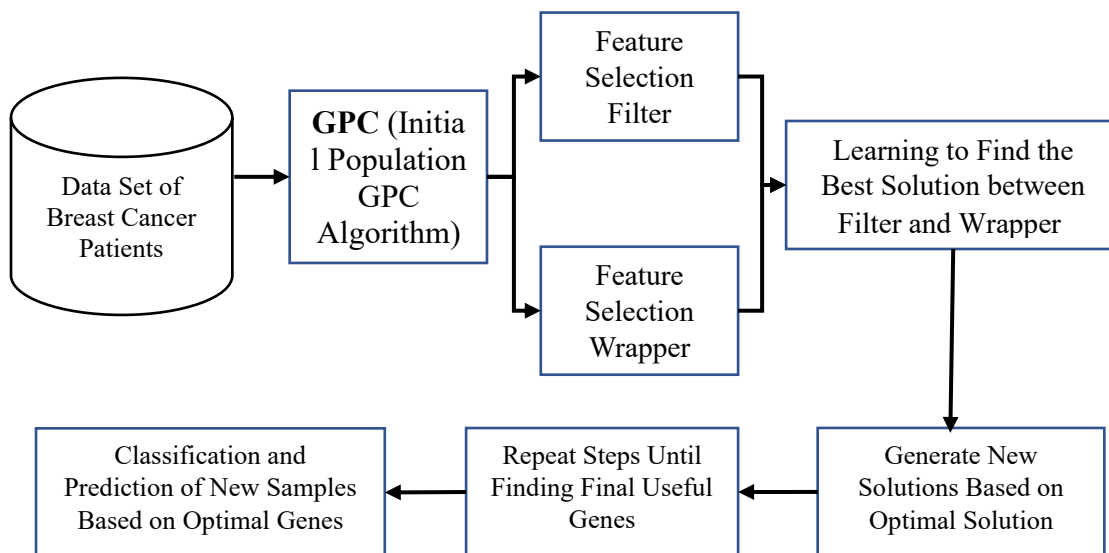 Data Set of
Breast Cancer
Patients
GPC (Initia
l Population
GPC
Algorithm)
Feature
Selection
Filter
Feature
Selection
Wrapper
Learning to Find the
Best Solution between
Filter and Wrapper
Generate New
Solutions Based on
Optimal Solution
Repeat Steps Until
Finding Final Useful
Genes
Classification and
Prediction of New Samples
Based on Optimal Genes